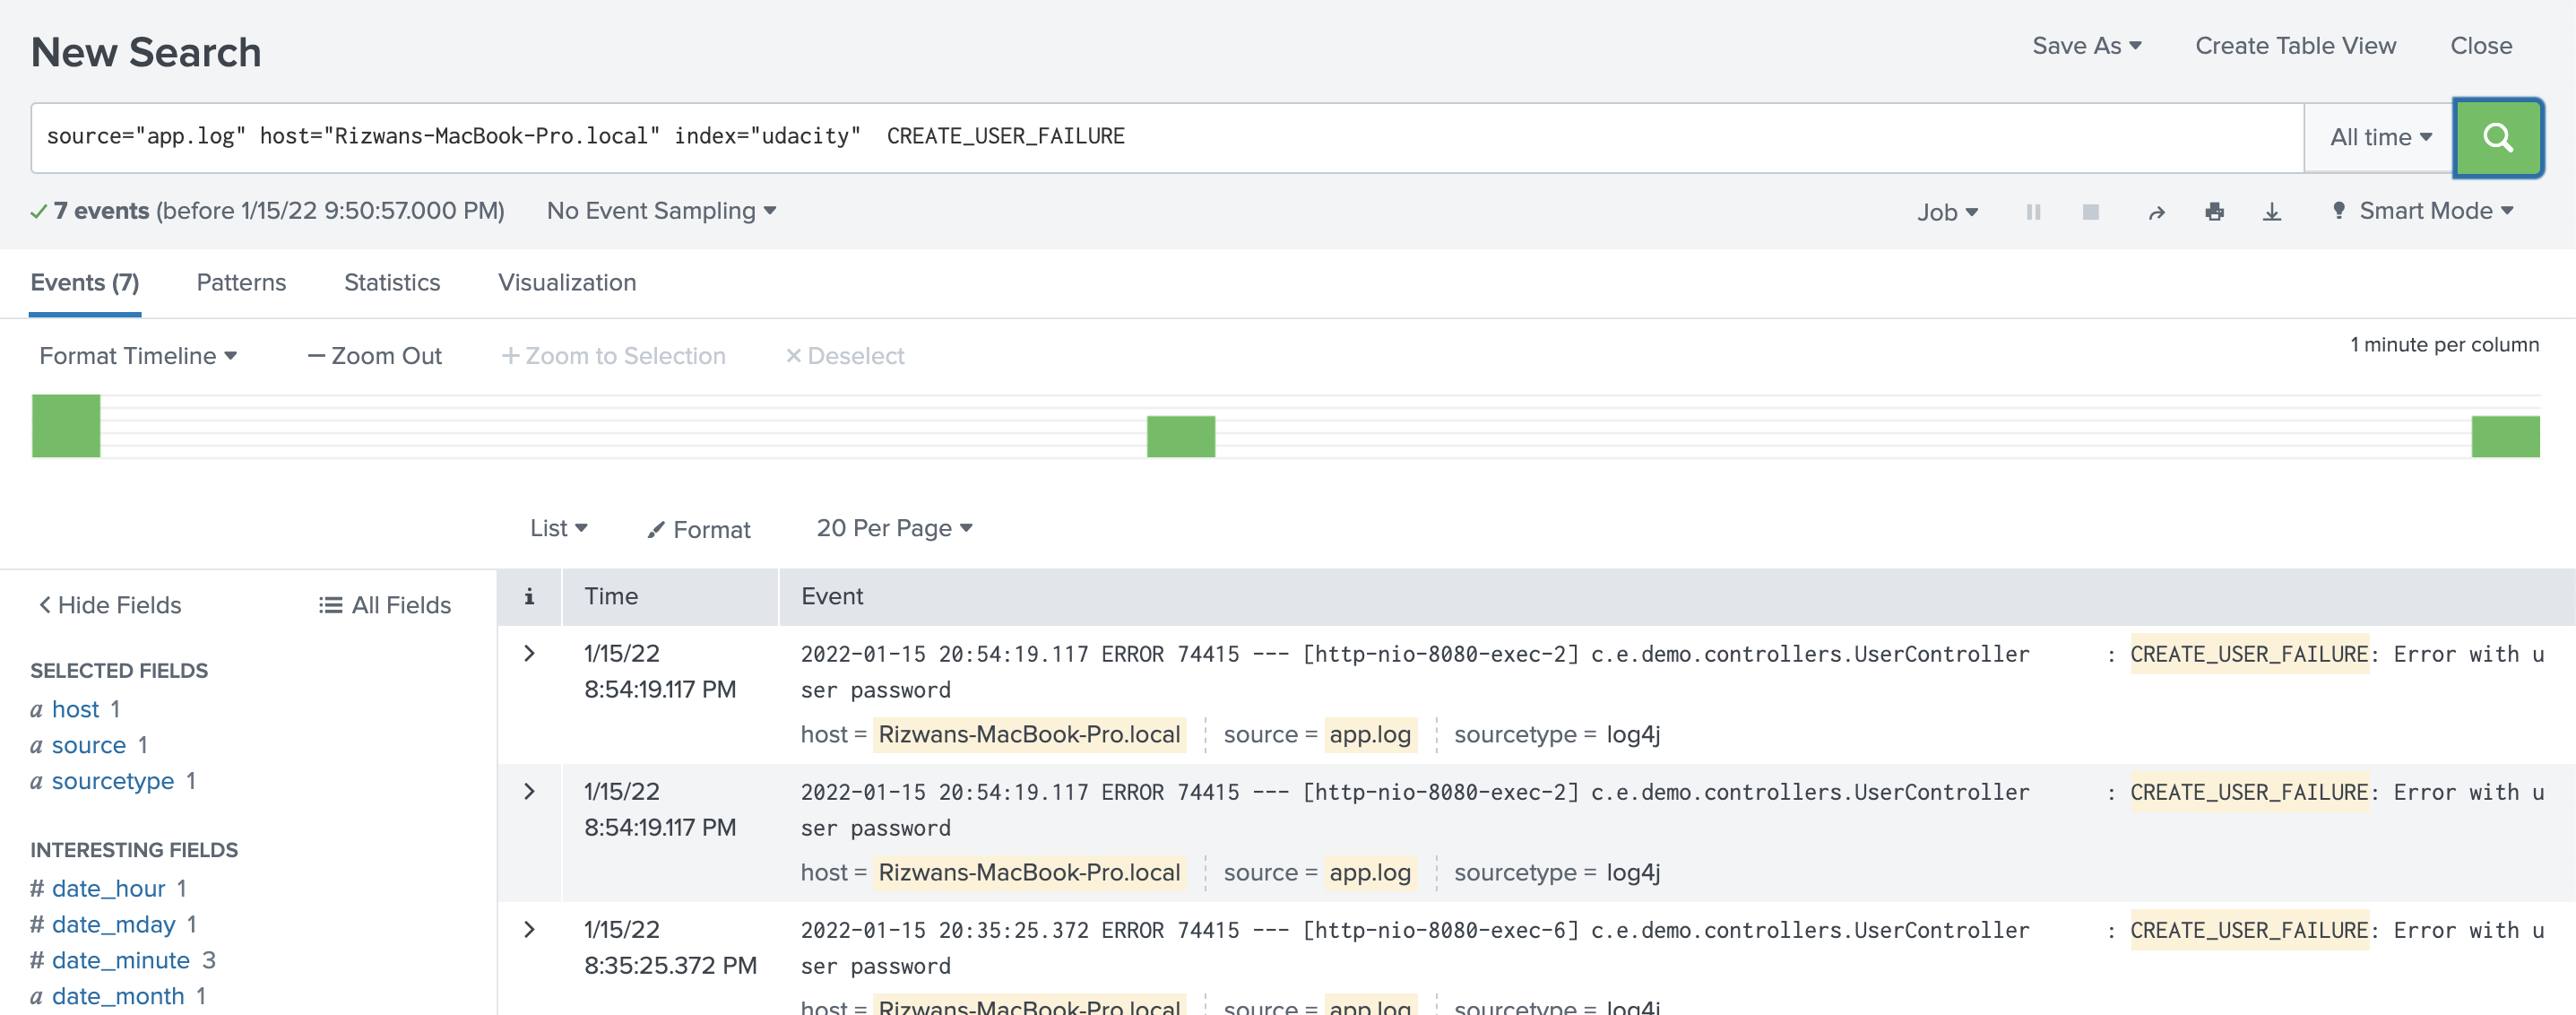 New Search
Save As
Create Table View
Close
source="app.log" host="Rizwans-MacBook-Pro.local" index="udacity"  CREATE_USER_FAILURE
All time
7 events (before 1/15/22 9:50:57.000 PM)
No Event Sampling
Job
Smart Mode
Events (7)
Patterns
Statistics
Visualization
Format Timeline
— Zoom Out
+ Zoom to Selection
× Deselect
1 minute per column
List
Format
20 Per Page
< Hide Fields
All Fields
SELECTED FIELDS
a host 1
a source 1
a sourcetype 1
INTERESTING FIELDS
# date_hour 1
# date_mday 1
# date_minute 3
a date_month 1
i
Time
Event
1/15/22
8:54:19.117 PM
2022-01-15 20:54:19.117 ERROR 74415 --- [http-nio-8080-exec-2] c.e.demo.controllers.UserController      : CREATE_USER_FAILURE: Error with u
ser password
host = Rizwans-MacBook-Pro.local
source = app.log
sourcetype = log4j
1/15/22
8:54:19.117 PM
2022-01-15 20:54:19.117 ERROR 74415 --- [http-nio-8080-exec-2] c.e.demo.controllers.UserController      : CREATE_USER_FAILURE: Error with u
ser password
host = Rizwans-MacBook-Pro.local
source = app.log
sourcetype = log4j
1/15/22
8:35:25.372 PM
2022-01-15 20:35:25.372 ERROR 74415 --- [http-nio-8080-exec-6] c.e.demo.controllers.UserController      : CREATE_USER_FAILURE: Error with u
ser password
host = Rizwans-MacBook-Pro.local
source = app.log
sourcetype = log4j